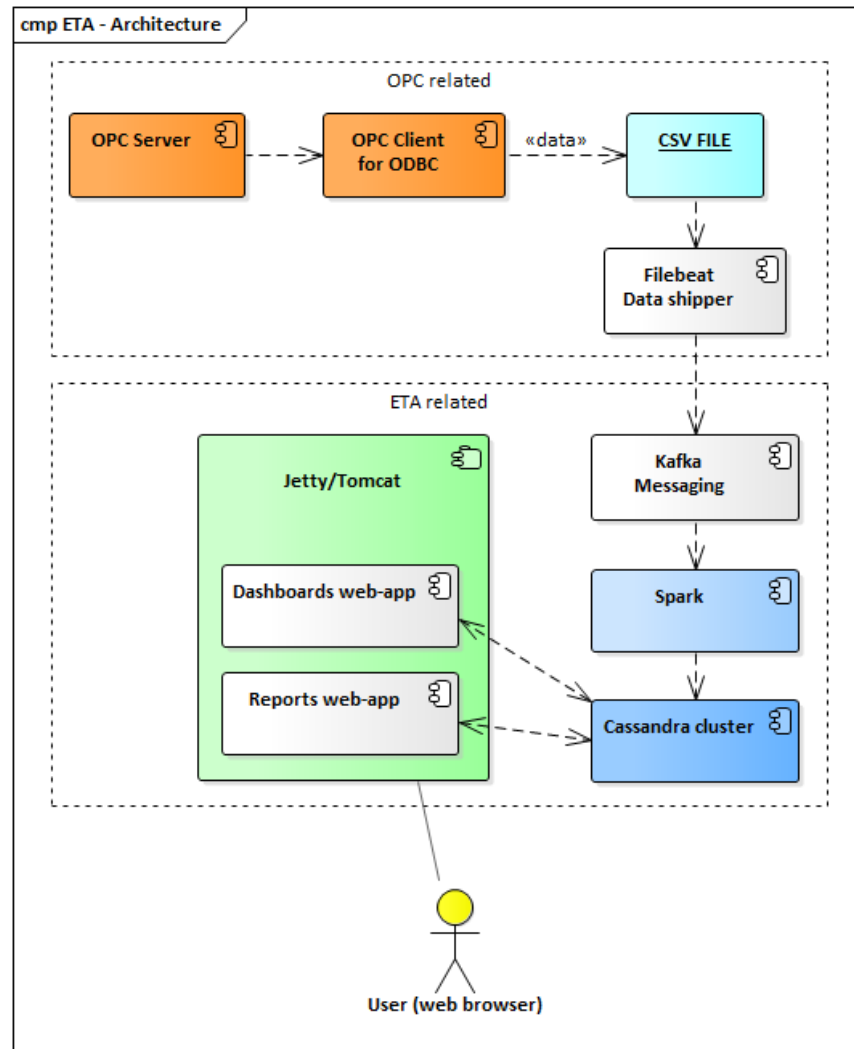 cmp ETA - Architecture
OPC related
OPC Server
OPC Client
for ODBC
«data»
CSV FILE
Filebeat
Data shipper
ETA related
Jetty/Tomcat
Kafka
Messaging
Dashboards web-app
Spark
Reports web-app
Cassandra cluster
User (web browser)